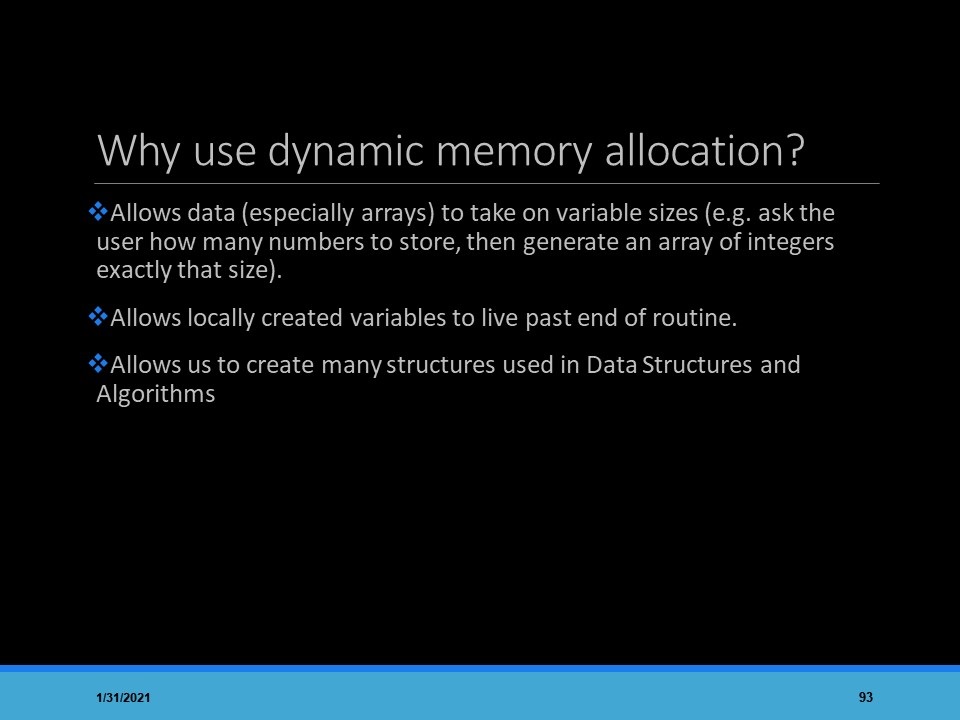 Why use dynamic memory allocation?
❖Allows data (especially arrays) to take on variable sizes (e.g. ask the
user how many numbers to store, then generate an array of integers
exactly that size).
❖Allows locally created variables to live past end of routine.
❖Allows us to create many structures used in Data Structures and
Algorithms
1/31/2021
93